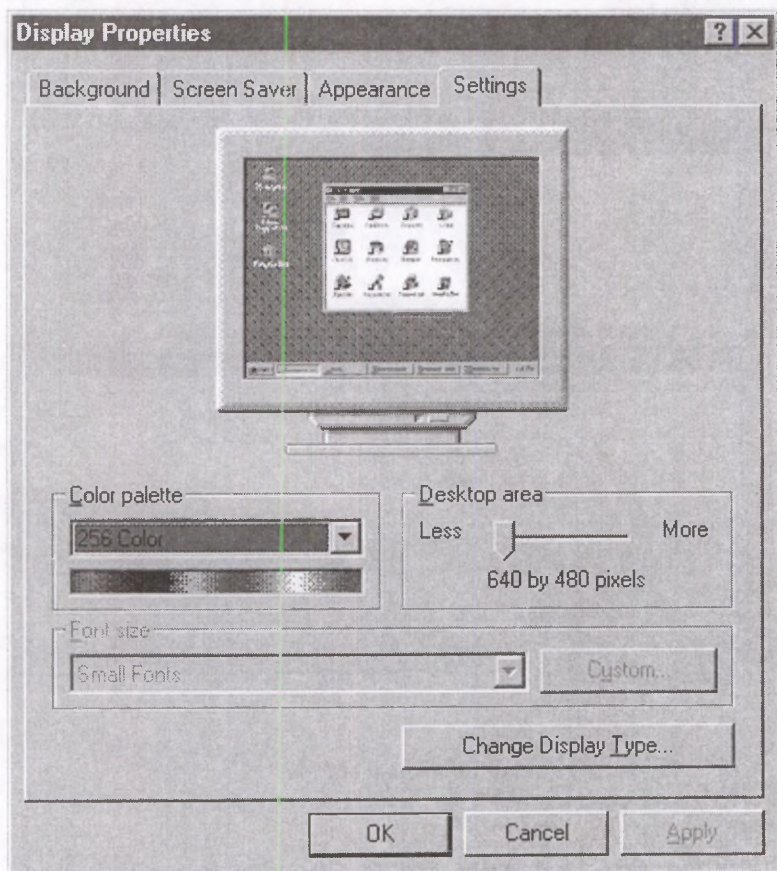 Display Properties
Background Screen Saver Appearance Settings
Color palette
256 Color
Desktop area
Less More
640 by 480 pixels
Font size
Small Fonts
Custom...
Change Display Type...
OK Cancel Apply